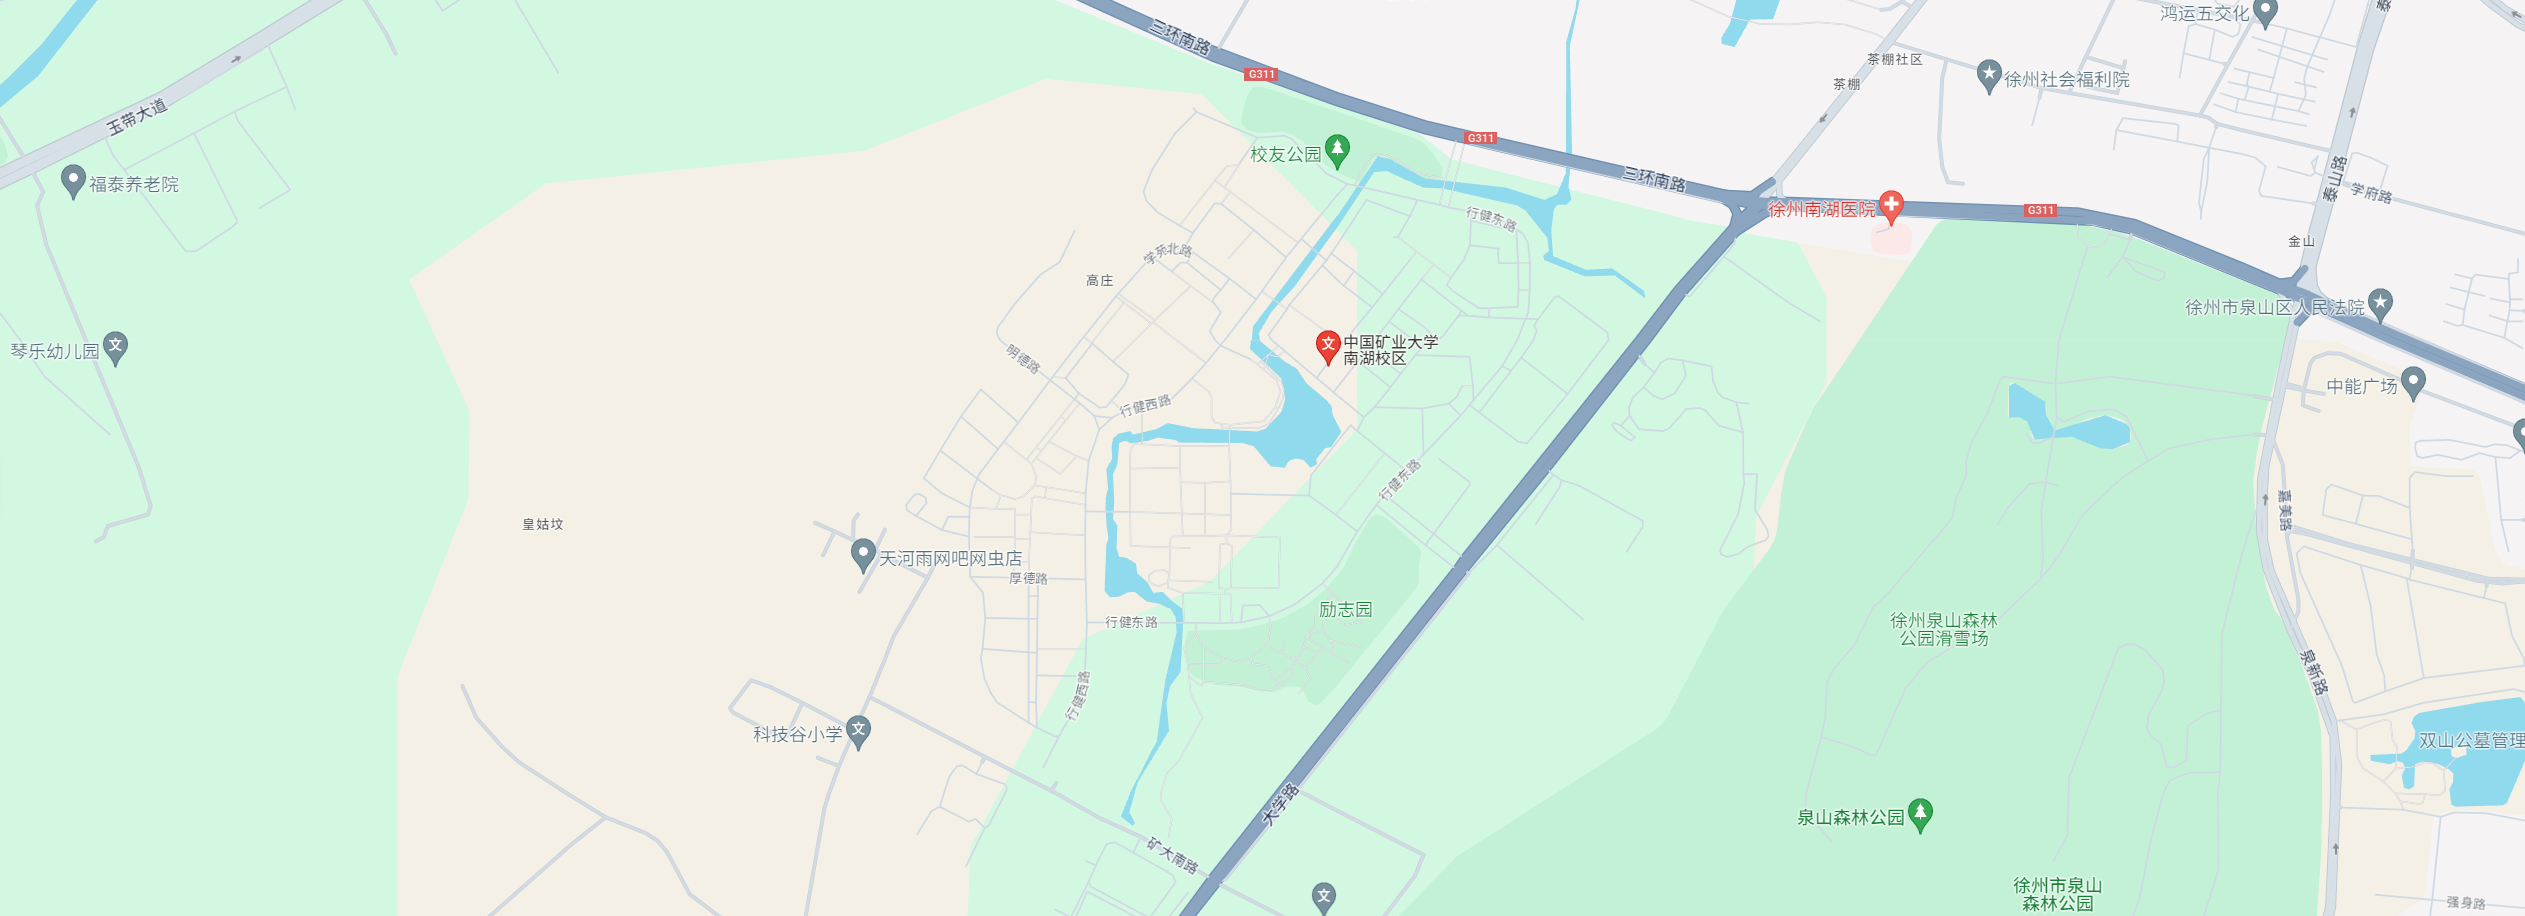 三环南路
G311
鸿运五交化
泰
茶棚社区
茶棚
徐州社会福利院
玉带大道
G311
校友公园
福泰养老院
三环南路
泰山路
学府路
徐州南湖医院
G311
行健东路
学苑北路
金山
高庄
徐州市泉山区人民法院
琴乐幼儿园
中国矿业大学
南湖校区
明德路
中能广场
行健西路
行健东路
嘉美路
皇姑坟
天河雨网吧网虫店
厚德路
励志园
行健东路
徐州泉山森林
公园滑雪场
泉新路
行健西路
科技谷小学
双山公墓管理
大学路
泉山森林公园
矿大南路
徐州市泉山
森林公园
强身路